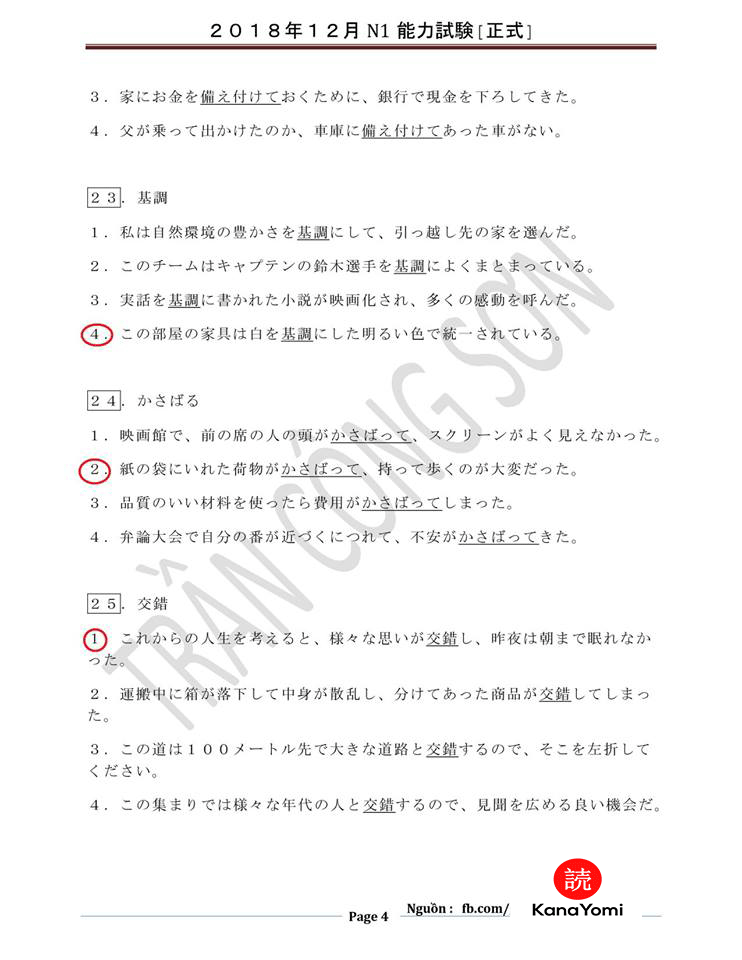 ２０１８年１２月 N1 能力試験 [正式]
３．家にお金を備え付けておくために、銀行で現金を下ろしてきた。
４．父が乗って出かけたのか、車庫に備え付けてあった車がない。
２３．基調
１．私は自然環境の豊かさを基調にして、引っ越し先の家を選んだ。
２．このチームはキャプテンの鈴木選手を基調によくまとまっている。
３．実話を基調に書かれた小説が映画化され、多くの感動を呼んだ。
４．この部屋の家具は白を基調にした明るい色で統一されている。
２４．かさばる
１．映画館で、前の席の人の頭がかさばって、スクリーンがよく見えなかった。
２．紙の袋にいれた荷物がかさばって、持って歩くのが大変だった。
３．品質のいい材料を使ったら費用がかさばってしまった。
４．弁論大会で自分の番が近づくにつれて、不安がかさばってきた。
２５．交錯
１ これからの人生を考えると、様々な思いが交錯し、昨夜は朝まで眠れなか
った。
２．運搬中に箱が落下して中身が散乱し、分けてあった商品が交錯してしまっ
た。
３．この道は１００メートル先で大きな道路と交錯するので、そこを左折して
ください。
４．この集まりでは様々な年代の人と交錯するので、見聞を広める良い機会だ。
TRẦN CÔNG SƠN
Page 4
Nguồn : fb.com/
読
KanaYomi